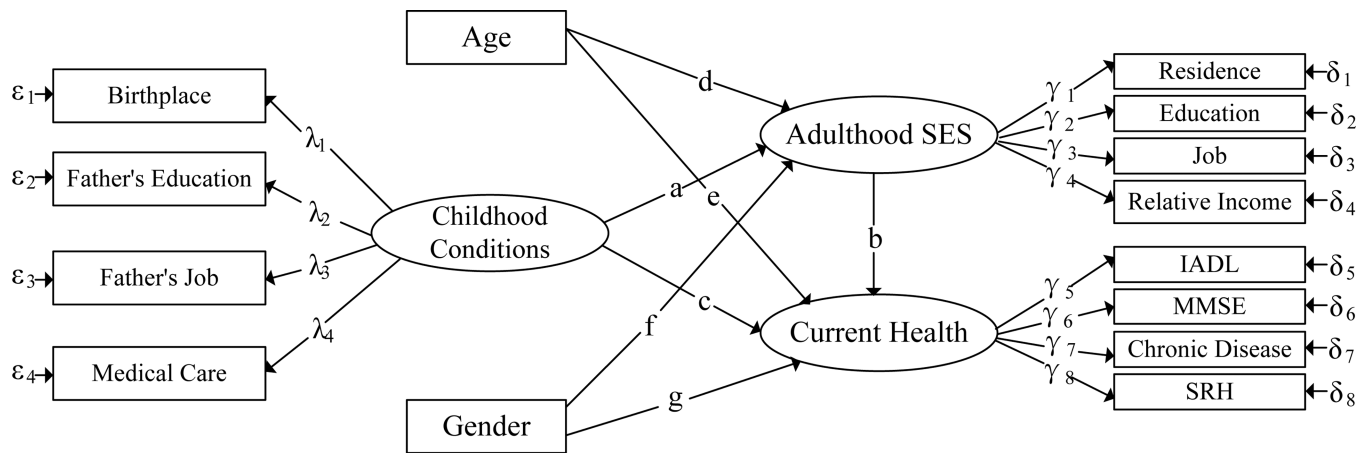 Age
Birthplace
ε1
Father's Education
ε2
Father's Job
ε3
Medical Care
ε4
λ1
λ2
λ3
λ4
Childhood
Conditions
Gender
d
a
e
f
c
g
b
Adulthood SES
Current Health
γ1
γ2
γ3
γ4
Residence
δ1
Education
δ2
Job
δ3
Relative Income
δ4
γ5
γ6
γ7
γ8
IADL
δ5
MMSE
δ6
Chronic Disease
δ7
SRH
δ8